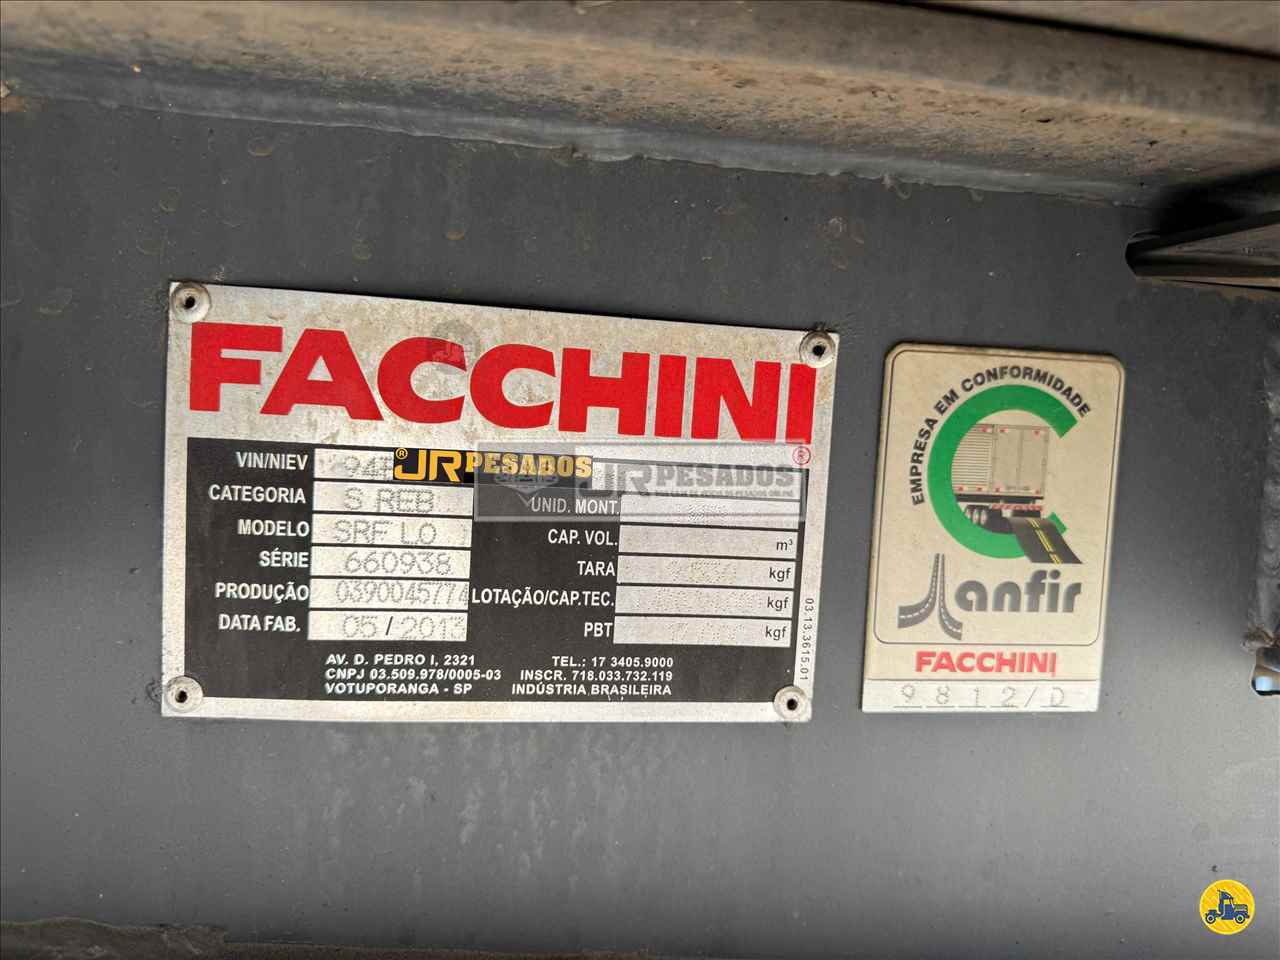 FACCHINI
®
VIN/NIEV 94
®JR PESADOS
JR PESADOS
CATEGORIA S REB
UNID. MONT.
MODELO SRF LO
CAP. VOL. m³
SÉRIE 660938
TARA kgf
PRODUÇÃO 0390045774
LOTAÇÃO/CAP.TEC. kgf
DATA FAB. 05/2013
PBT kgf
AV. D. PEDRO I, 2321 TEL.: 17 3405.9000
CNPJ 03.509.978/0005-03 INSCR. 718.033.732.119
VOTUPORANGA - SP INDÚSTRIA BRASILEIRA
03.13.3615.01
EMPRESA EM CONFORMIDADE
anfir
FACCHINI
9812/D